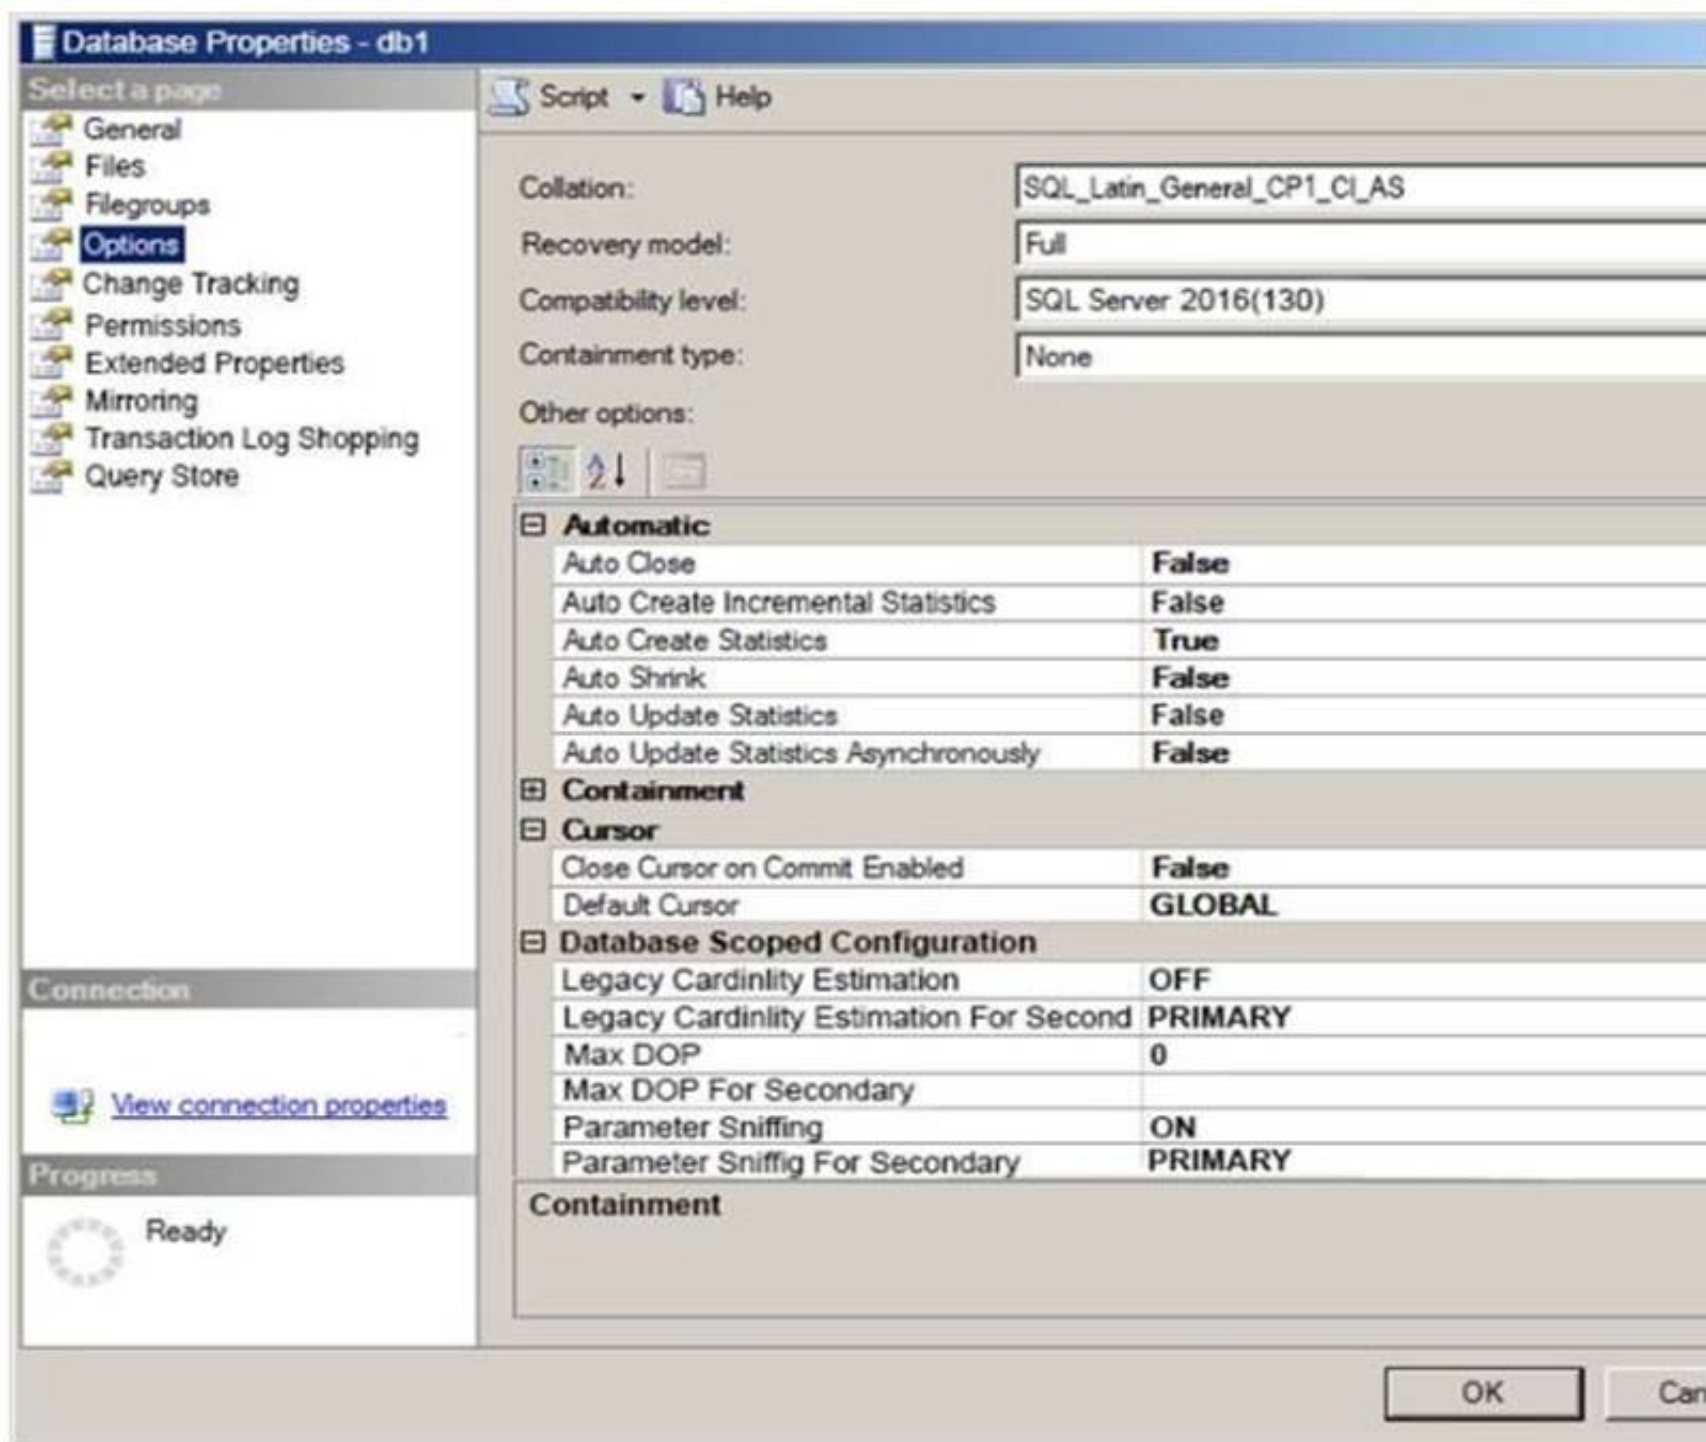 Database Properties - db1
Select a page
General
Files
Filegroups
Options
Change Tracking
Permissions
Extended Properties
Mirroring
Transaction Log Shopping
Query Store
Connection
View connection properties
Progress
Ready
Script Help
Collation: SQL_Latin_General_CP1_CI_AS
Recovery model: Full
Compatibility level: SQL Server 2016(130)
Containment type: None
Other options:
Automatic
Auto Close False
Auto Create Incremental Statistics False
Auto Create Statistics True
Auto Shrink False
Auto Update Statistics False
Auto Update Statistics Asynchronously False
Containment
Cursor
Close Cursor on Commit Enabled False
Default Cursor GLOBAL
Database Scoped Configuration
Legacy Cardinlity Estimation OFF
Legacy Cardinlity Estimation For Second PRIMARY
Max DOP 0
Max DOP For Secondary
Parameter Sniffing ON
Parameter Sniffig For Secondary PRIMARY
Containment
OK Can